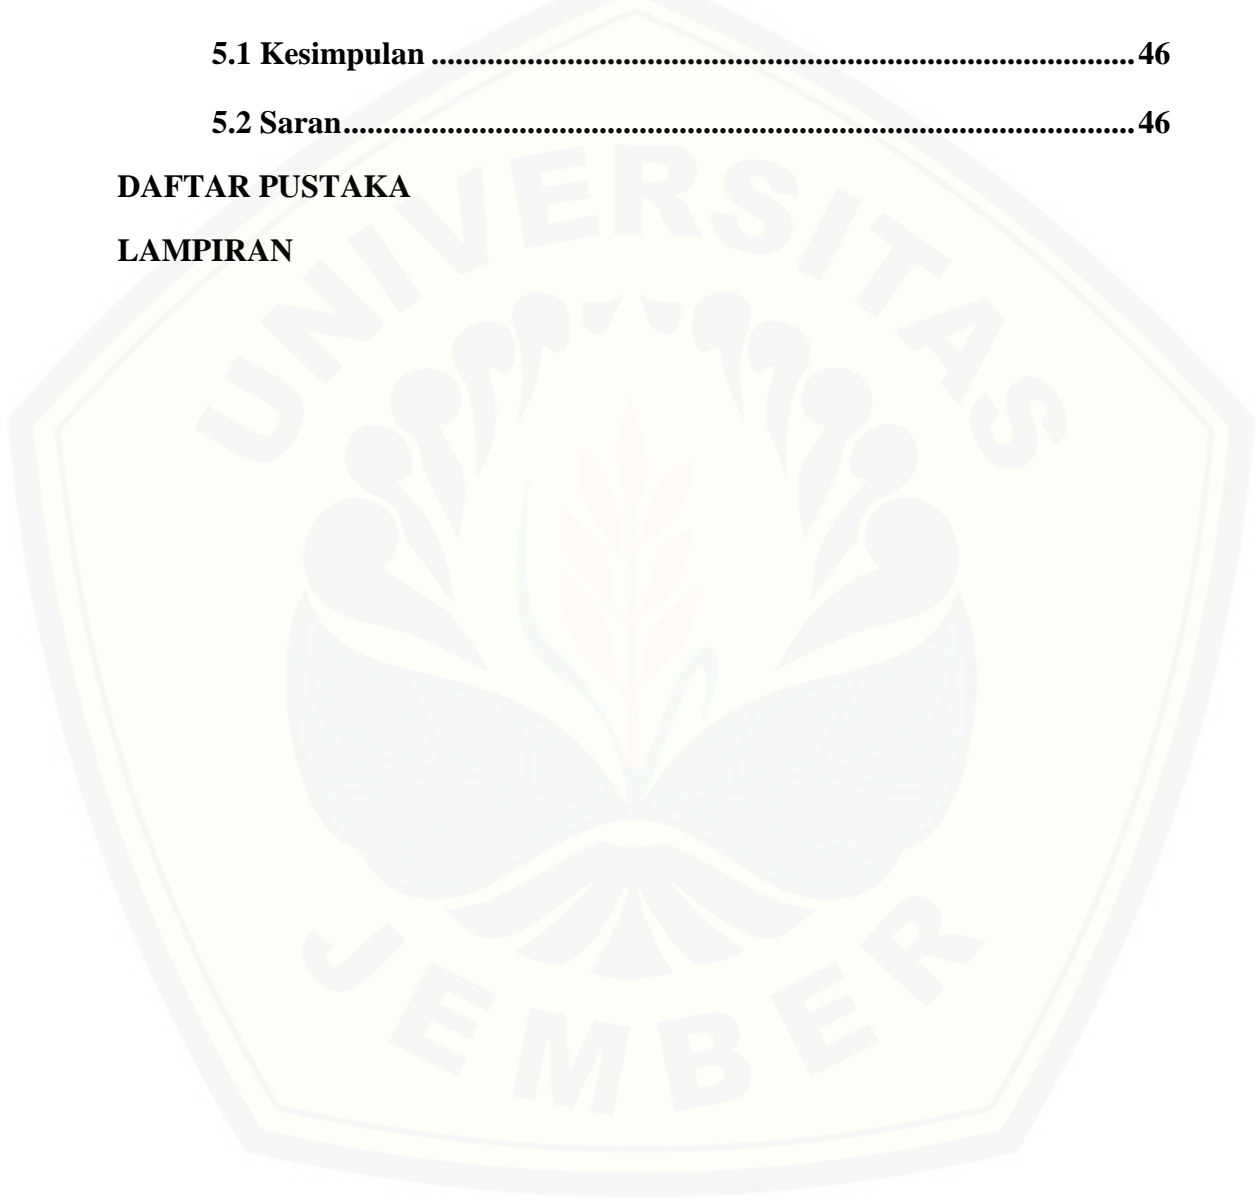 5.1 Kesimpulan ........................................................................................ 46
5.2 Saran.................................................................................................... 46
DAFTAR PUSTAKA
LAMPIRAN
UNIVERSITAS
JEMBER